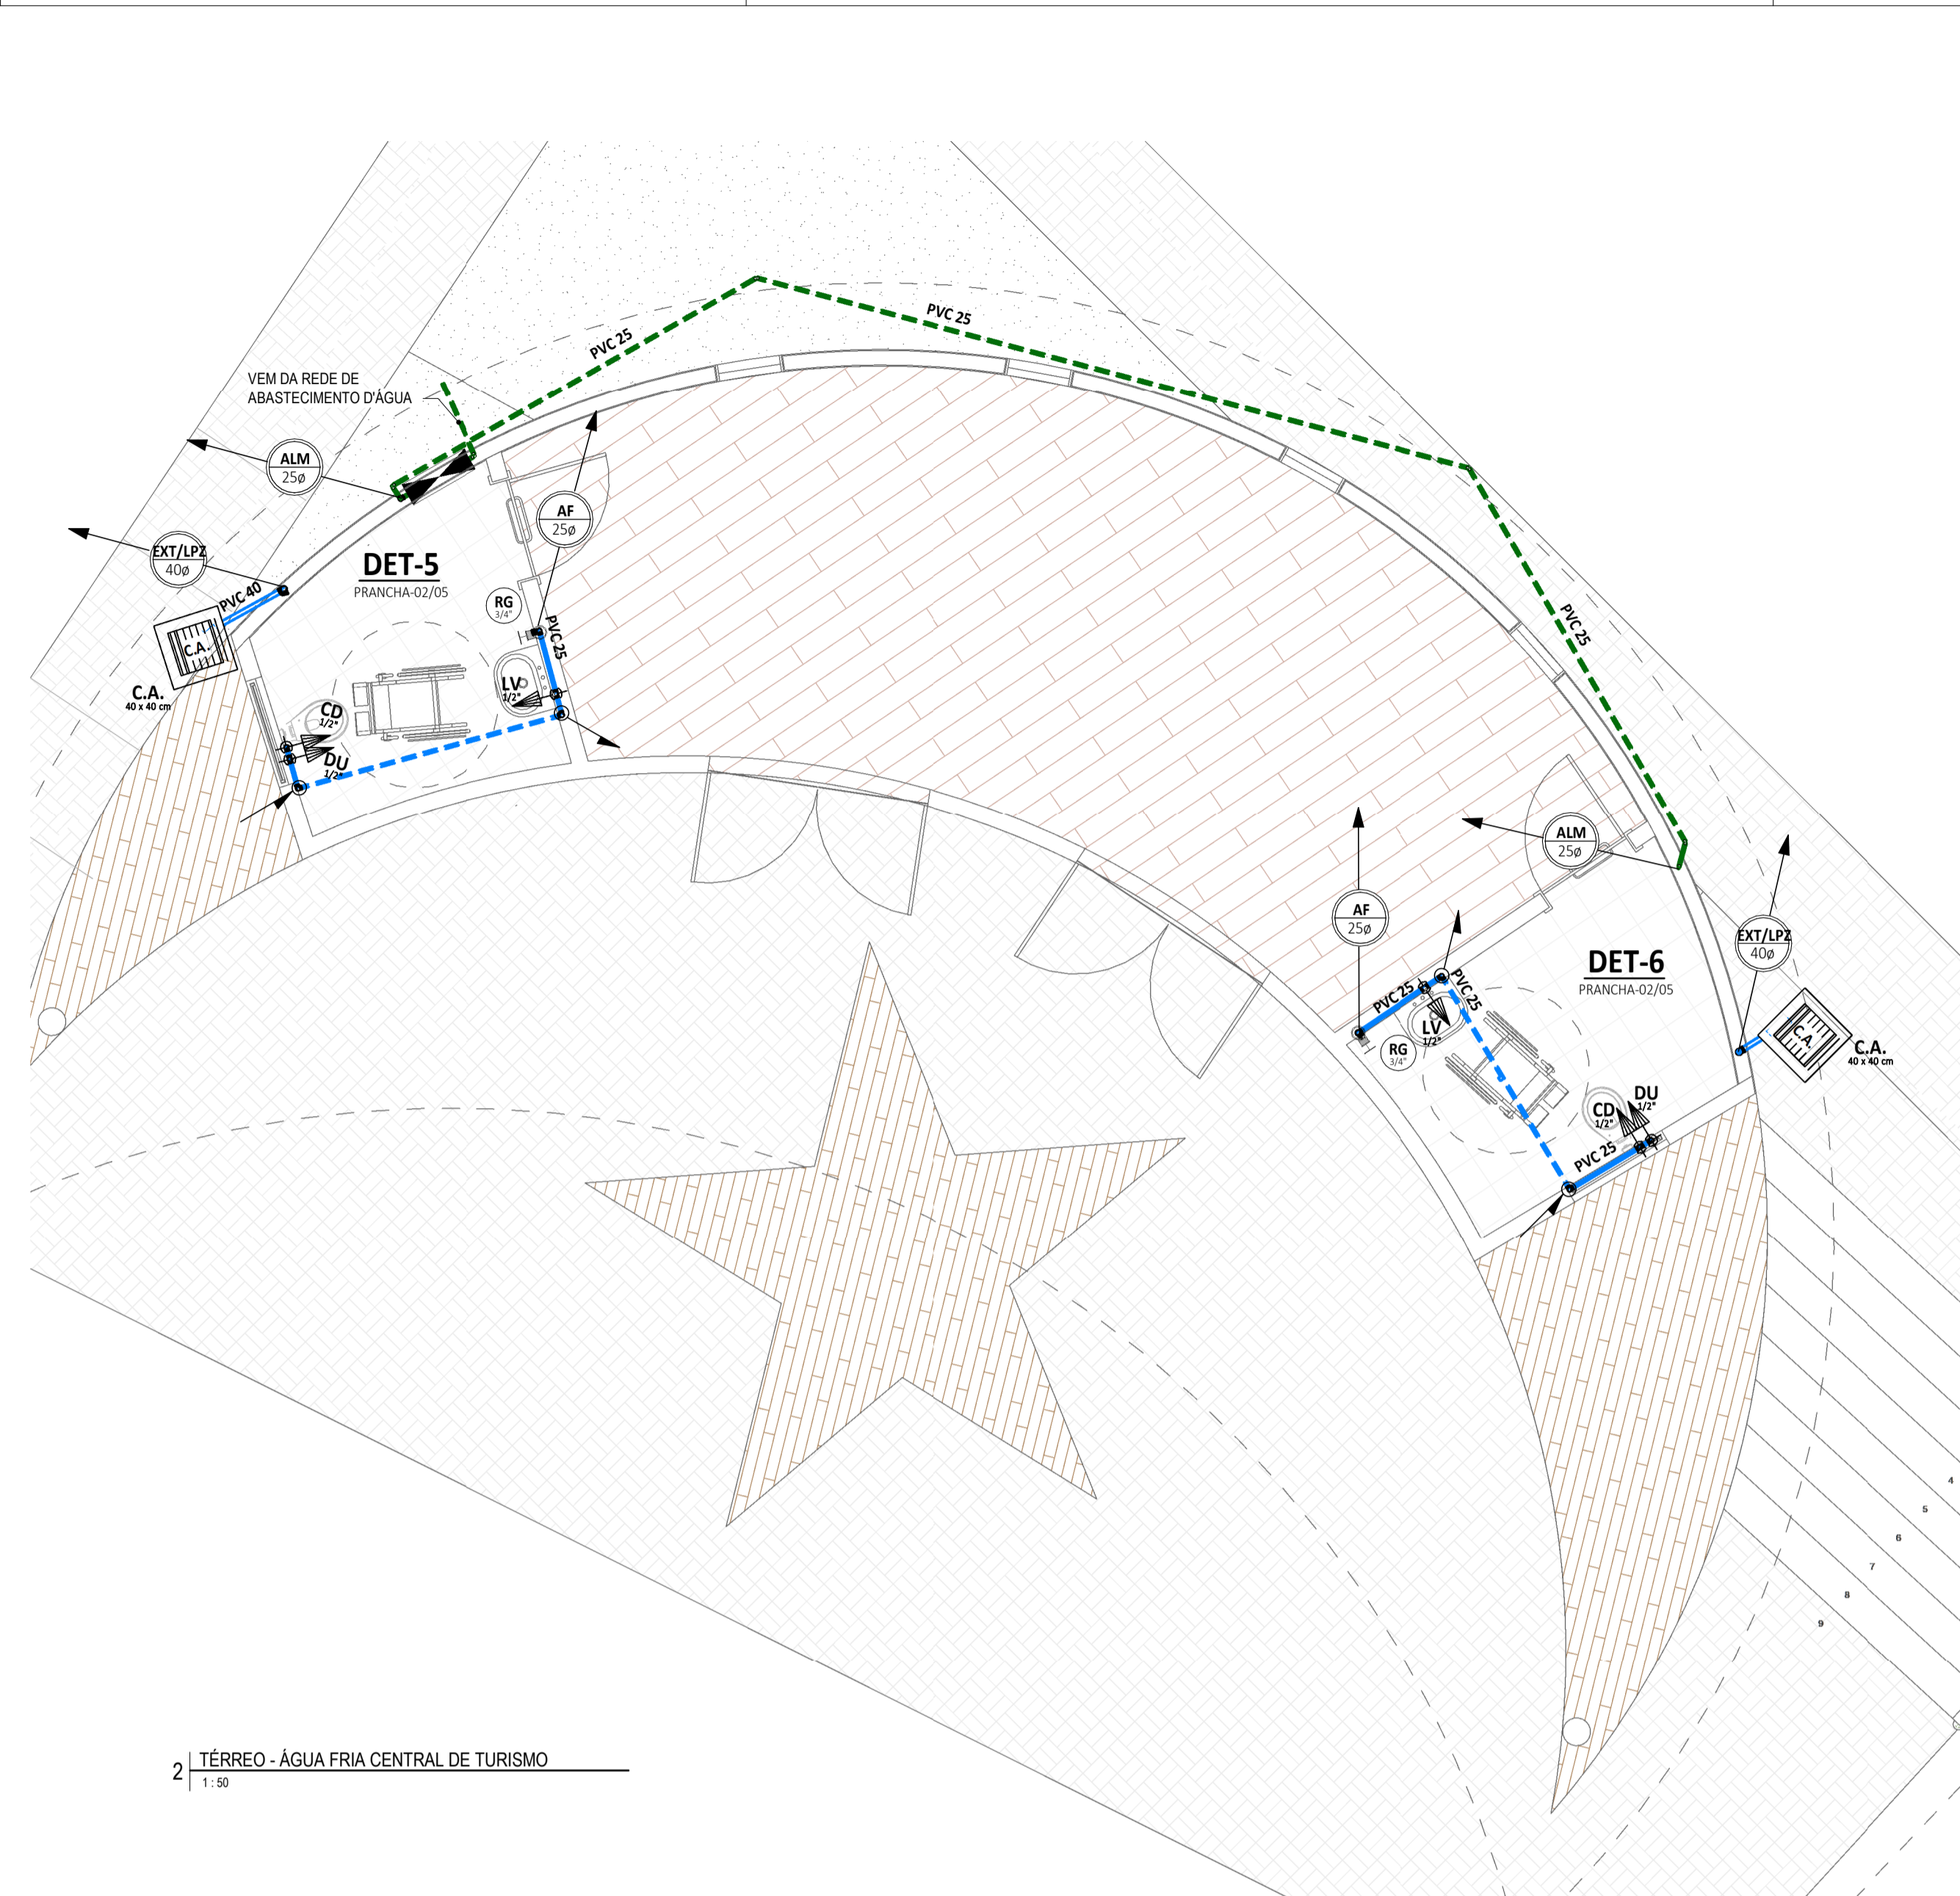 PVC 25
PVC 25
VEM DA REDE DE
ABASTECIMENTO D'ÁGUA
ALM
25ø
AF
25ø
EXT/LPZ
40ø
DET-5
PRANCHA-02/05
PVC 40
RG
3/4"
PVC 25
PVC 25
C.A.
C.A.
40 x 40 cm
LV
1/2"
CD
1/2"
DU
1/2"
ALM
25ø
AF
25ø
EXT/LPZ
40ø
DET-6
PRANCHA-02/05
PVC 25
PVC 25
LV
1/2"
RG
3/4"
C.A.
C.A.
40 x 40 cm
DU
1/2"
CD
1/2"
PVC 25
4
5
6
7
8
9
2
TÉRREO - ÁGUA FRIA CENTRAL DE TURISMO
1 : 50